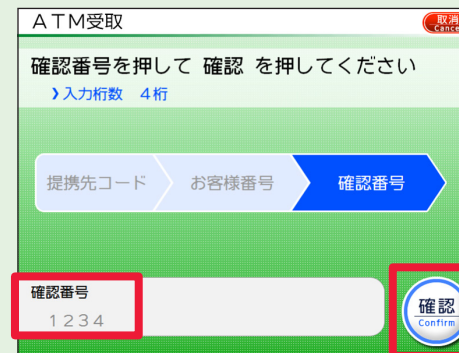 ATM受取
取消
Cance
確認番号を押して 確認 を押してください
❯入力桁数 4桁
提携先コード
お客様番号
確認番号
確認番号
1234
確認
Confirm